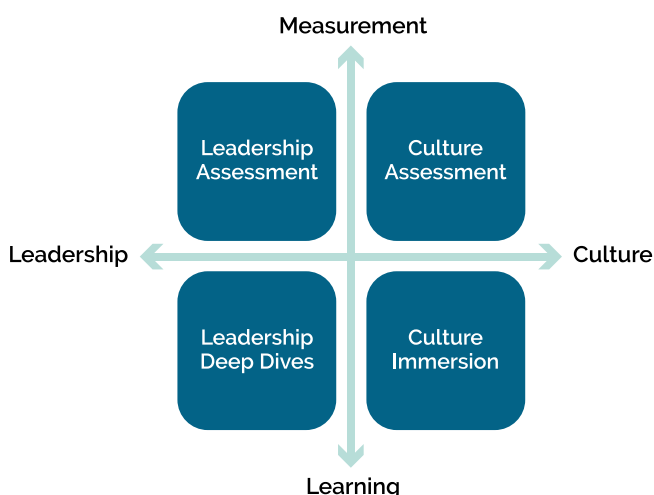 Measurement
Leadership
Assessment
Culture
Assessment
Leadership
Culture
Leadership
Deep Dives
Culture
Immersion
Learning